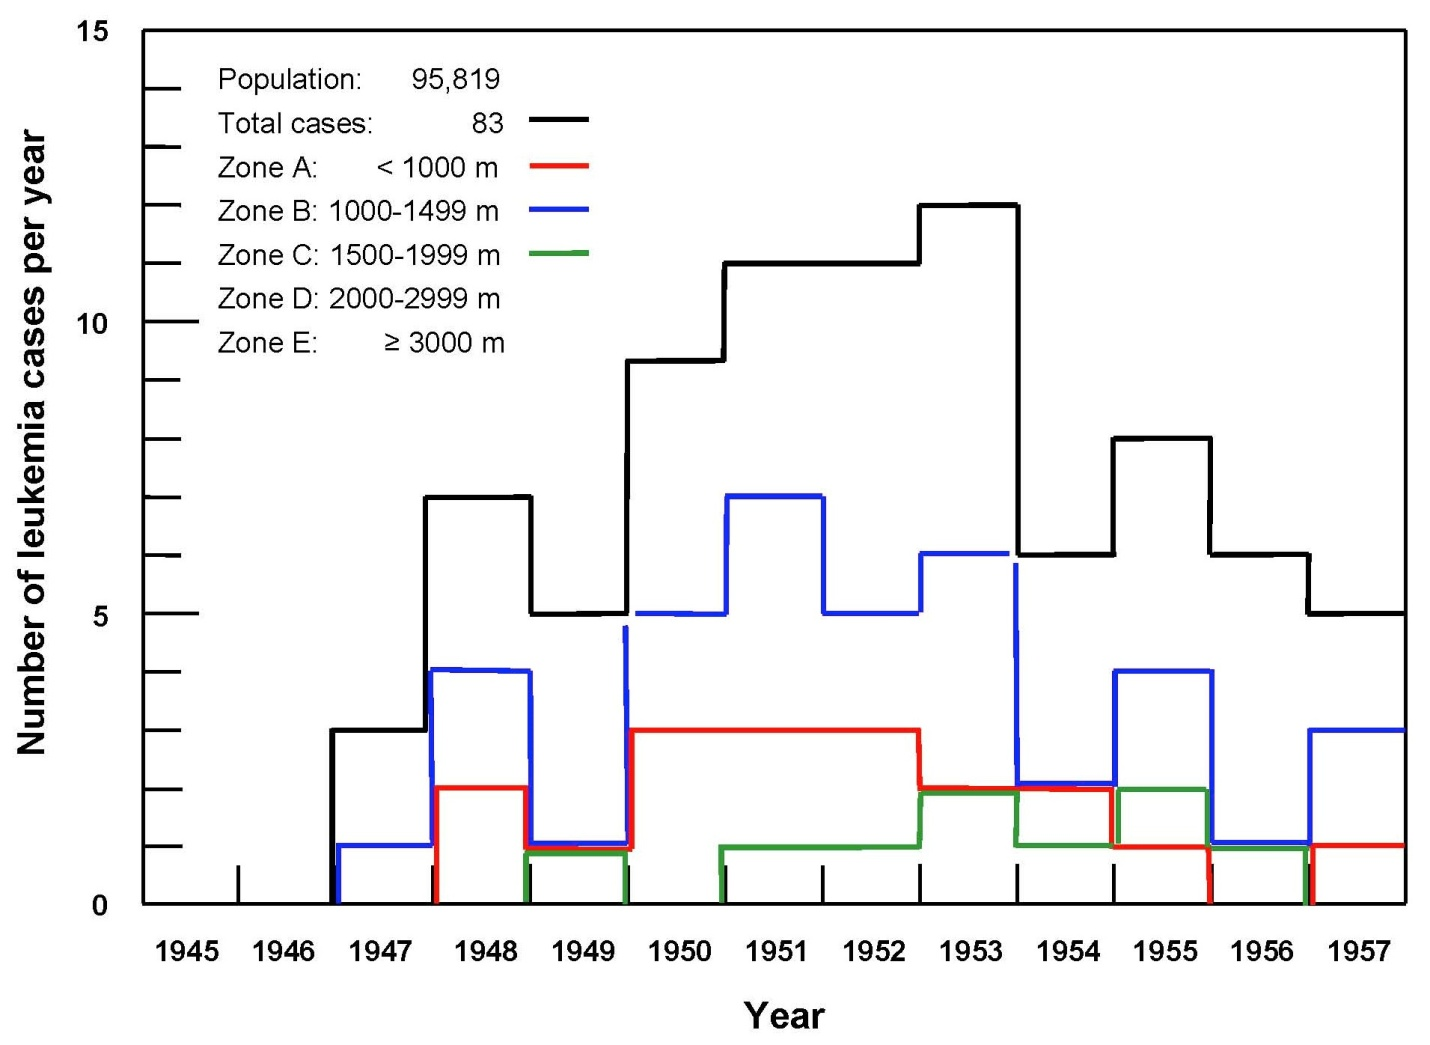 15
10
5
0
Number of leukemia cases per year
Population: 95,819
Total cases: 83
Zone A: < 1000 m
Zone B: 1000-1499 m
Zone C: 1500-1999 m
Zone D: 2000-2999 m
Zone E: ≥ 3000 m
1945 1946 1947 1948 1949 1950 1951 1952 1953 1954 1955 1956 1957
Year